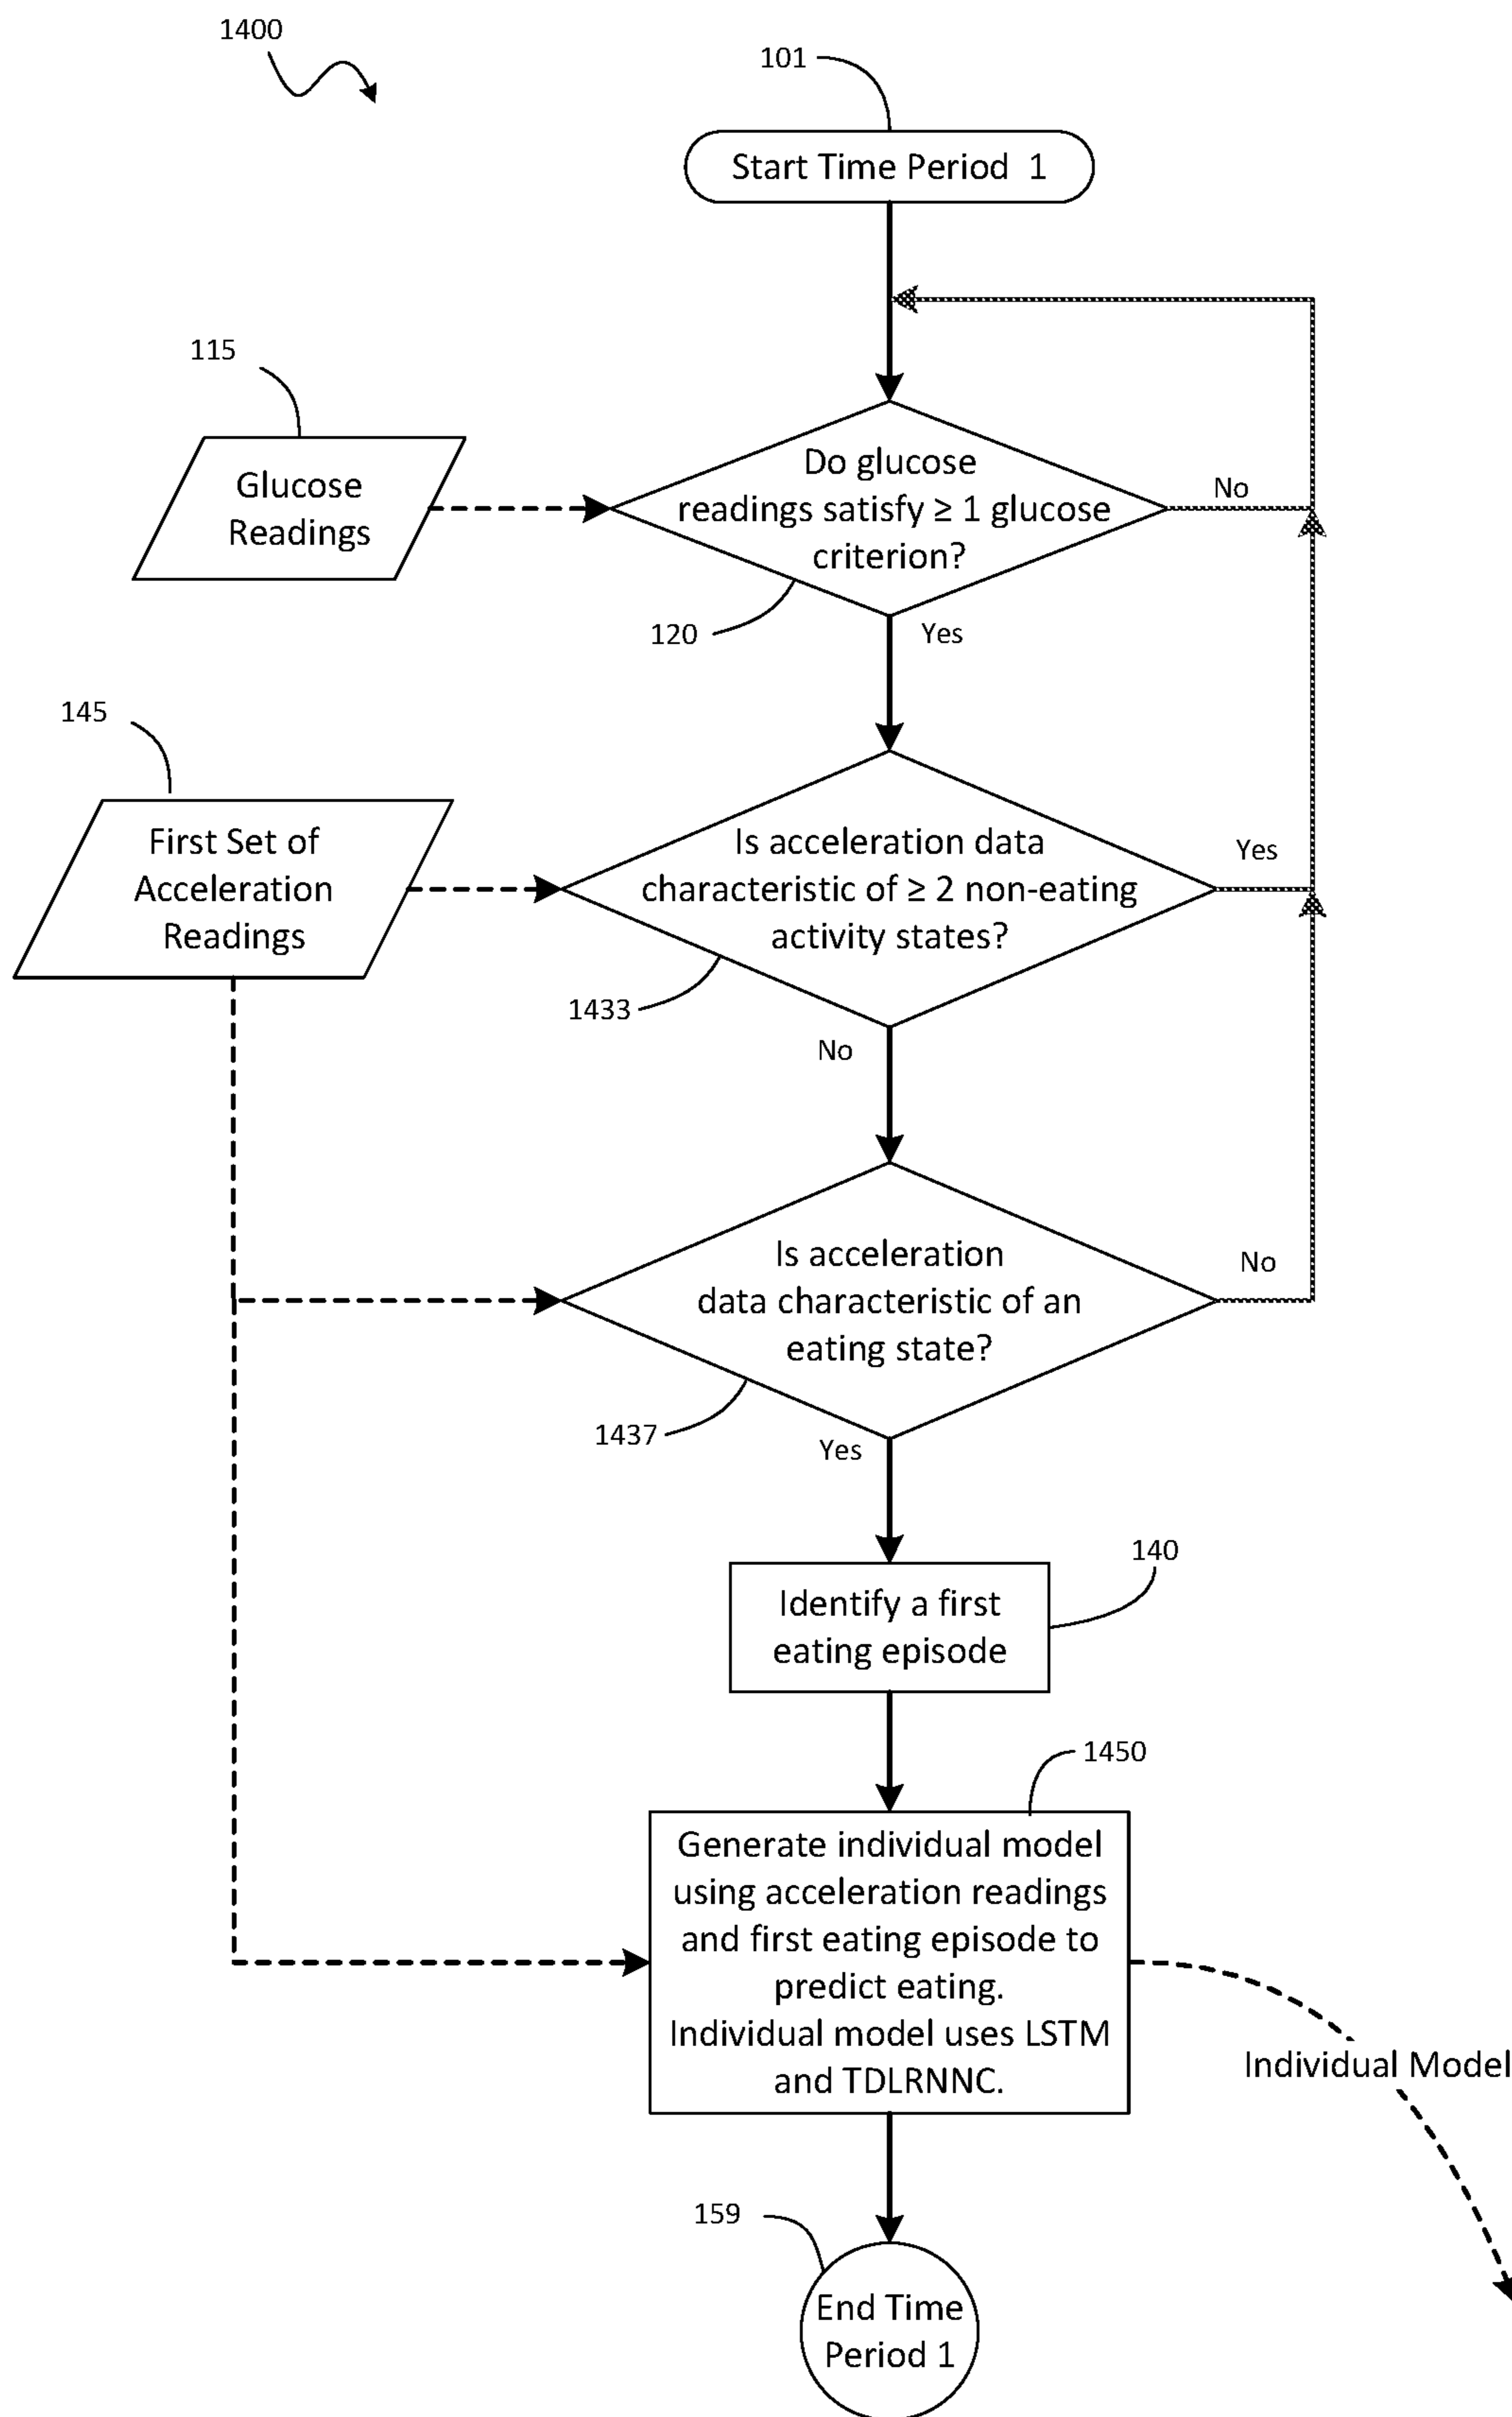 1400
101
Start Time Period 1
115
Glucose
Readings
Do glucose
readings satisfy ≥ 1 glucose
criterion?
No
120
Yes
145
First Set of
Acceleration
Readings
Is acceleration data
characteristic of ≥ 2 non-eating
activity states?
Yes
1433
No
Is acceleration
data characteristic of an
eating state?
No
1437
Yes
140
Identify a first
eating episode
1450
Generate individual model
using acceleration readings
and first eating episode to
predict eating.
Individual model uses LSTM
and TDLRNNC.
Individual Model
159
End Time
Period 1